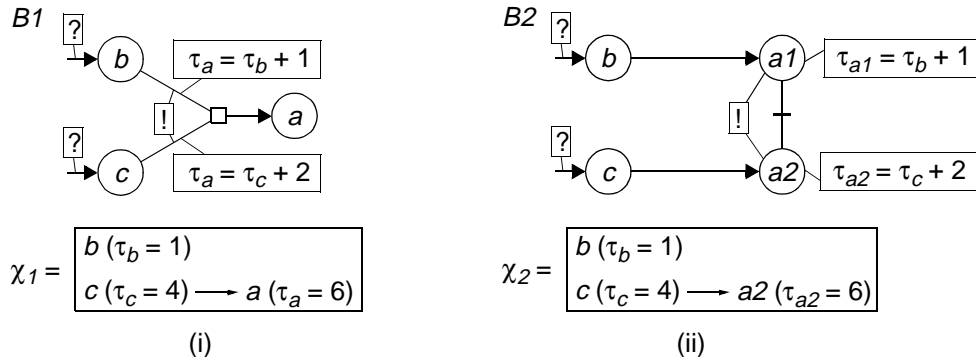 B1
?
b
τa = τb + 1
!
a
?
c
τa = τc + 2
χ1 =
b (τb = 1)
c (τc = 4) → a (τa = 6)
(i)
B2
?
b
a1
τa1 = τb + 1
!
?
c
a2
τa2 = τc + 2
χ2 =
b (τb = 1)
c (τc = 4) → a2 (τa2 = 6)
(ii)